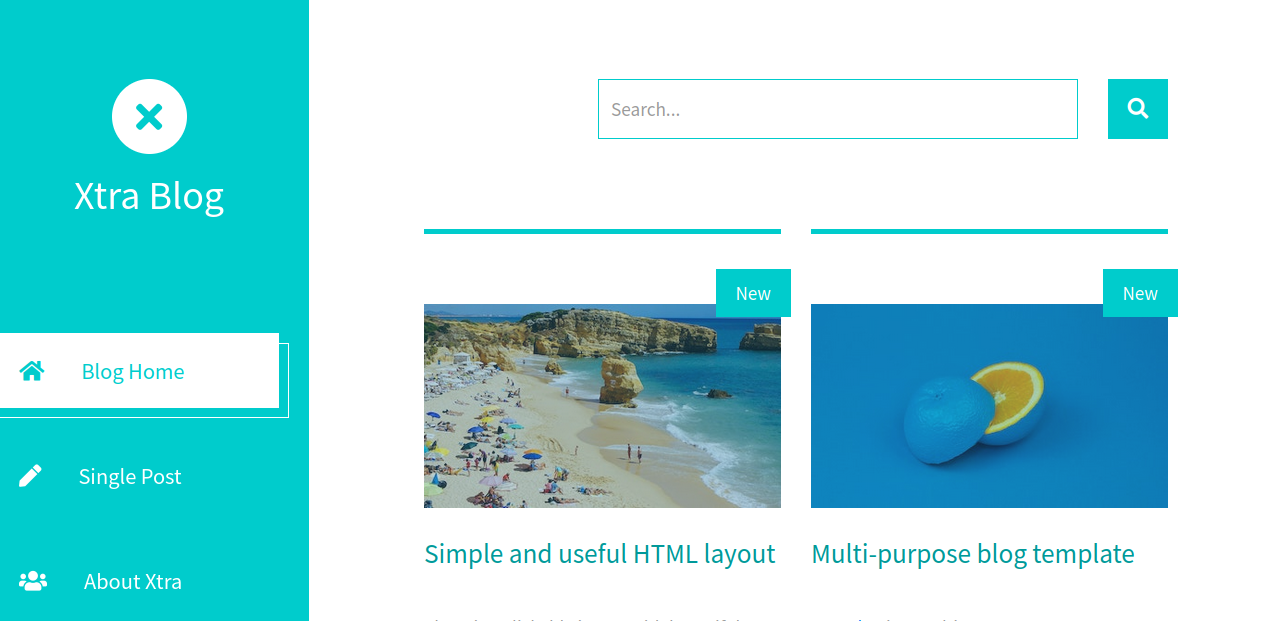 Xtra Blog
Blog Home
Single Post
About Xtra
Search...
New
Simple and useful HTML layout
New
Multi-purpose blog template